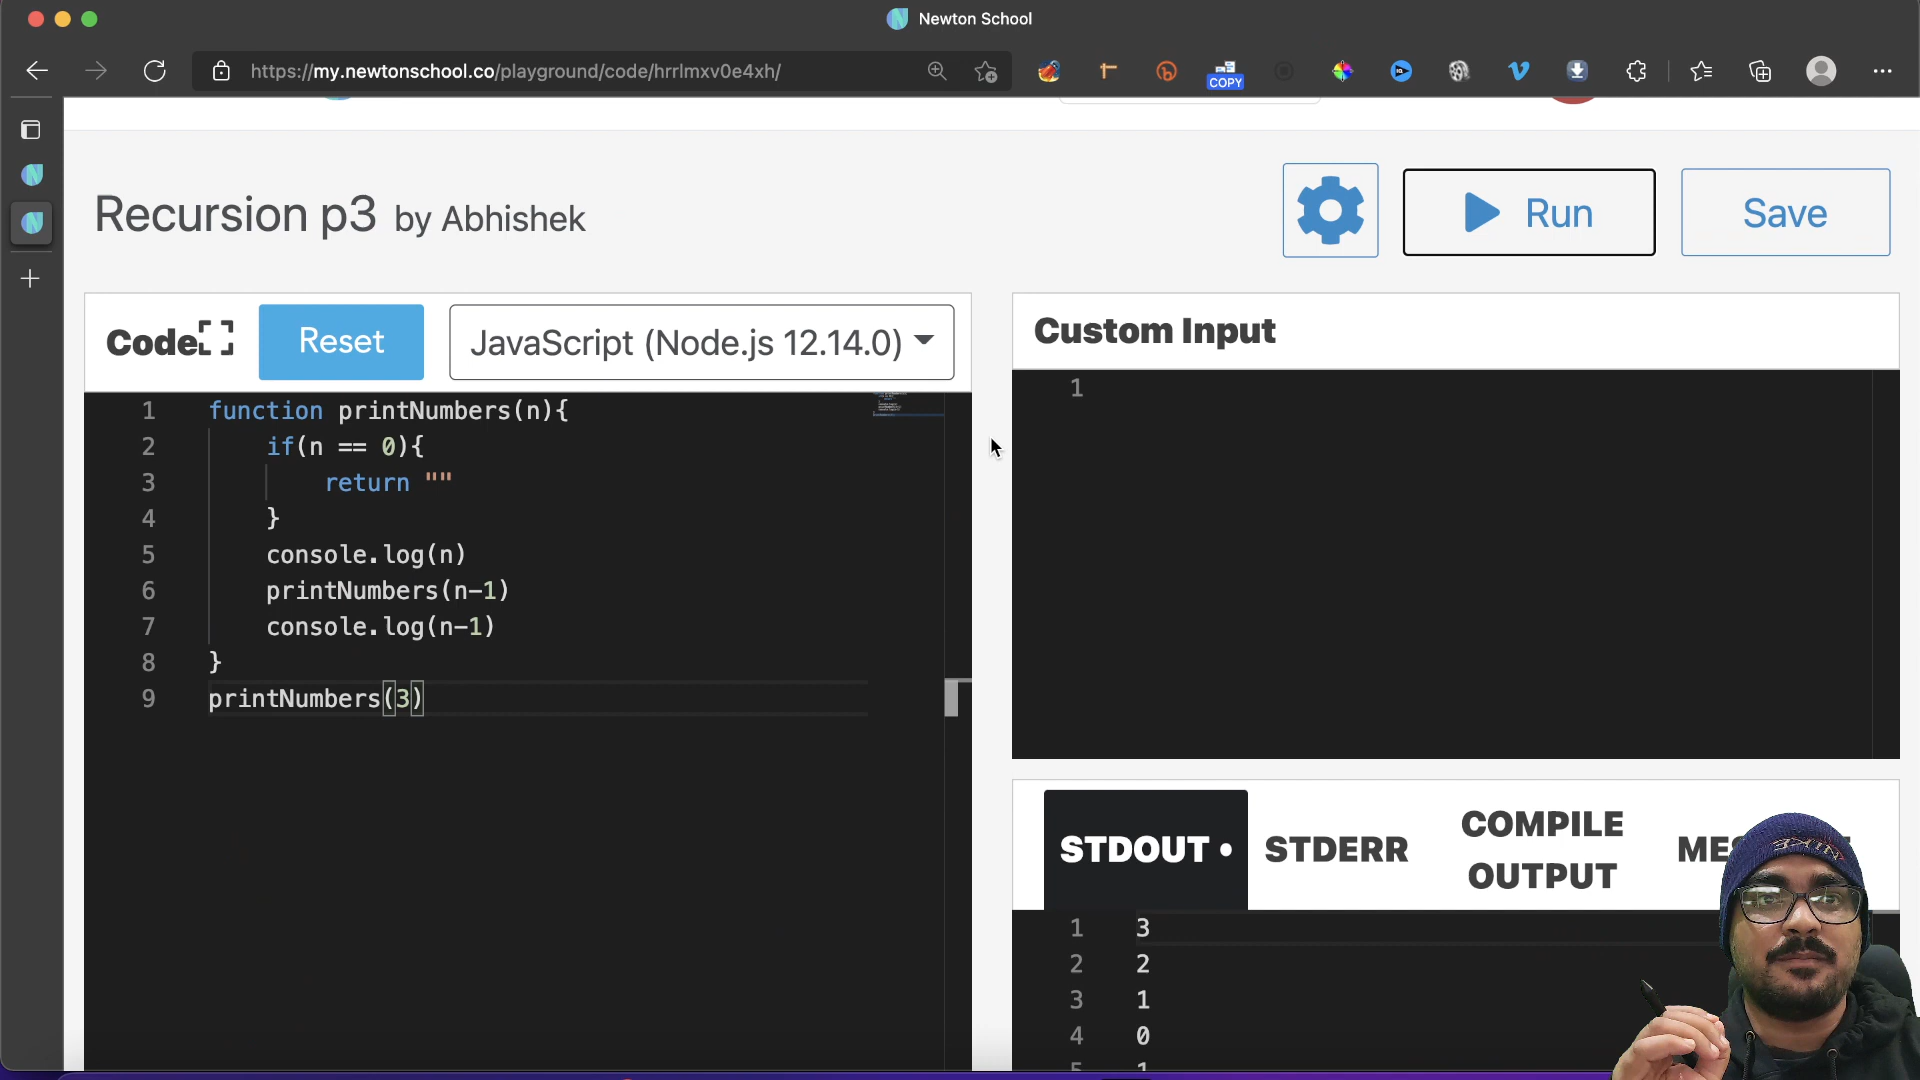 Newton School
https://my.newtonschool.co/playground/code/hrrlmxv0e4xh/
COPY
Recursion p3 by Abhishek
Run
Save
Code
Reset
JavaScript (Node.js 12.14.0)
1 function printNumbers(n){
2 if(n == 0){
3 return ""
4 }
5 console.log(n)
6 printNumbers(n-1)
7 console.log(n-1)
8 }
9 printNumbers(3)
Custom Input
1
STDOUT •
STDERR
COMPILE
OUTPUT
1 3
2 2
3 1
4 0
5 1